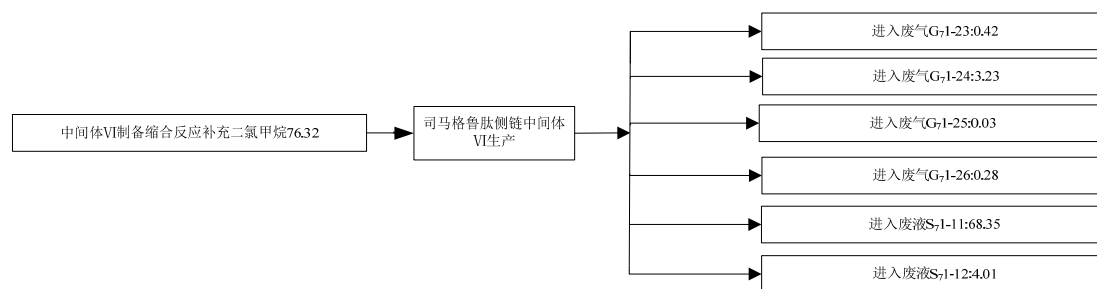 进入废气G₇1-23:0.42
进入废气G₇1-24:3.23
中间体Ⅵ制备缩合反应补充二氯甲烷76.32
司马格鲁肽侧链中间体
Ⅵ生产
进入废气G₇1-25:0.03
进入废气G₇1-26:0.28
进入废液S₇1-11:68.35
进入废液S₇1-12:4.01